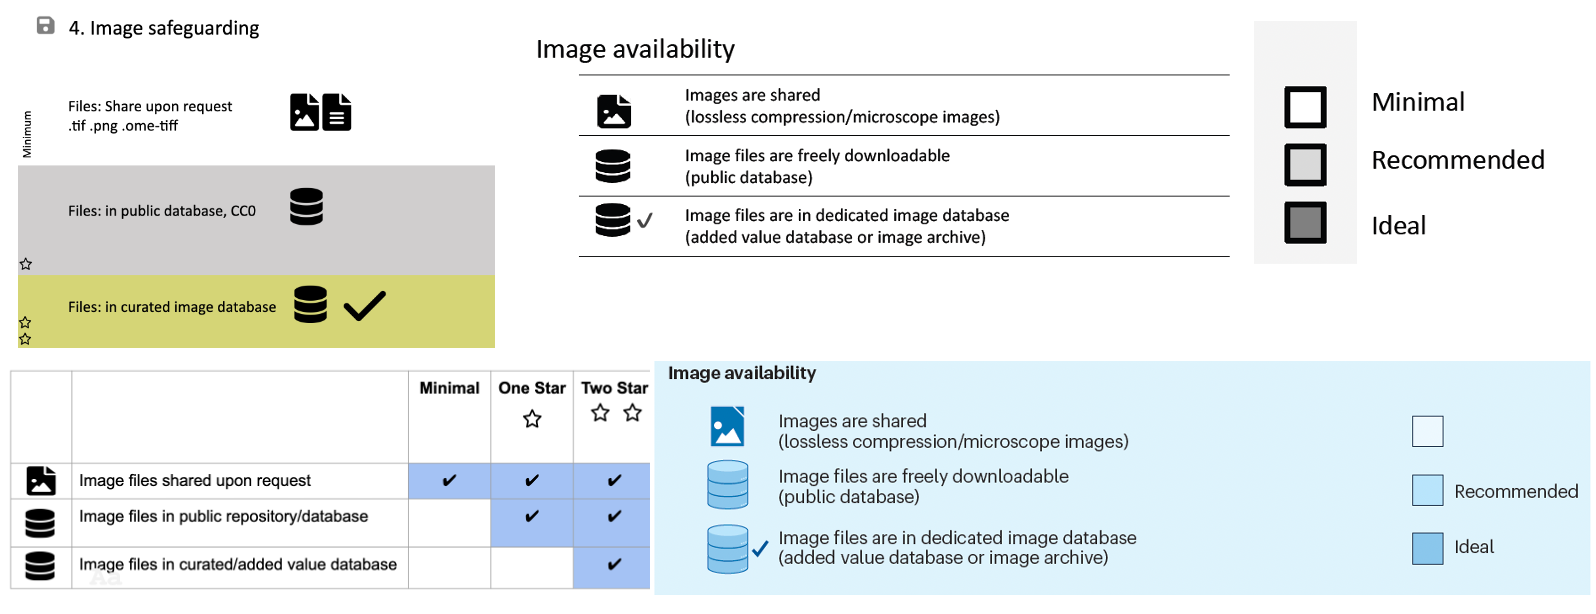 4. Image safeguarding
Files: Share upon request
.tif .png .ome-tiff
Minimum
Files: in public database, CC0
Files: in curated image database
Image availability
Images are shared
(lossless compression/microscope images)
Image files are freely downloadable
(public database)
Image files are in dedicated image database
(added value database or image archive)
Minimal
Recommended
Ideal
Minimal One Star Two Star
Image files shared upon request
Image files in public repository/database
Image files in curated/added value database
Aa
Image availability
Images are shared
(lossless compression/microscope images)
Image files are freely downloadable
(public database)
Recommended
Image files are in dedicated image database
(added value database or image archive)
Ideal